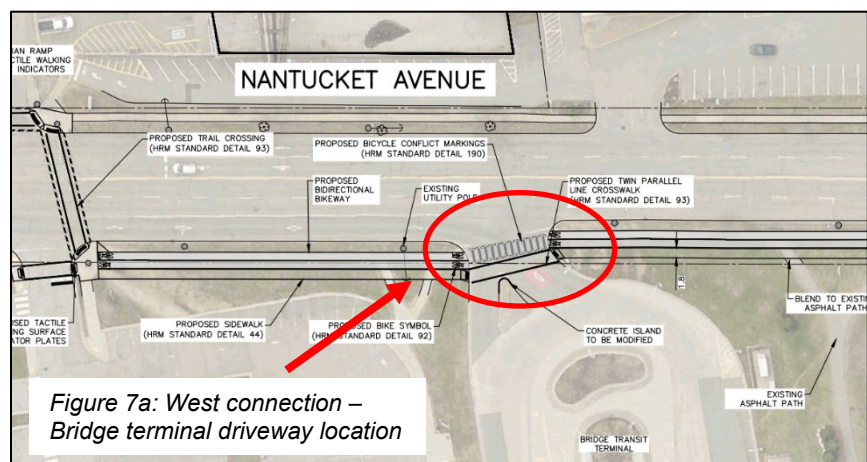 IAN RAMP
CTILE WALKING
INDICATORS
NANTUCKET AVENUE
PROPOSED TRAIL CROSSING
(HRM STANDARD DETAIL 93)
PROPOSED BICYCLE CONFLICT MARKINGS
(HRM STANDARD DETAIL 190)
PROPOSED
BIDIRECTIONAL
BIKEWAY
EXISTING
UTILITY POLE
PROPOSED TWIN PARALLEL
LINE CROSSWALK
(HRM STANDARD DETAIL 93)
1.8
OSED TACTILE
NG SURFACE
ATOR PLATES
PROPOSED SIDEWALK
(HRM STANDARD DETAIL 44)
PROPOSED BIKE SYMBOL
(HRM STANDARD DETAIL 92)
CONCRETE ISLAND
TO BE MODIFIED
BLEND TO EXISTI
ASPHALT PATH
EXISTING
ASPHALT PATH
BRIDGE TRANSIT
TERMINAL
Figure 7a: West connection –
Bridge terminal driveway location